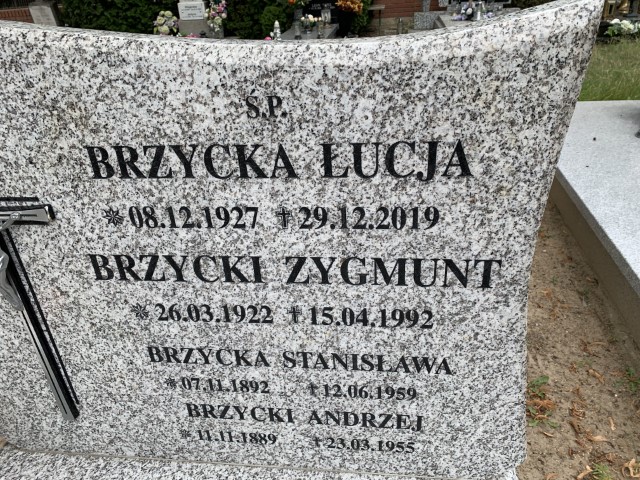 Ś.P.
BRZYCKA ŁUCJA
08.12.1927 29.12.2019
BRZYCKI ZYGMUNT
26.03.1922 15.04.1992
BRZYCKA STANISŁAWA
07.11.1892 12.06.1959
BRZYCKI ANDRZEJ
11.11.1889 23.03.1955